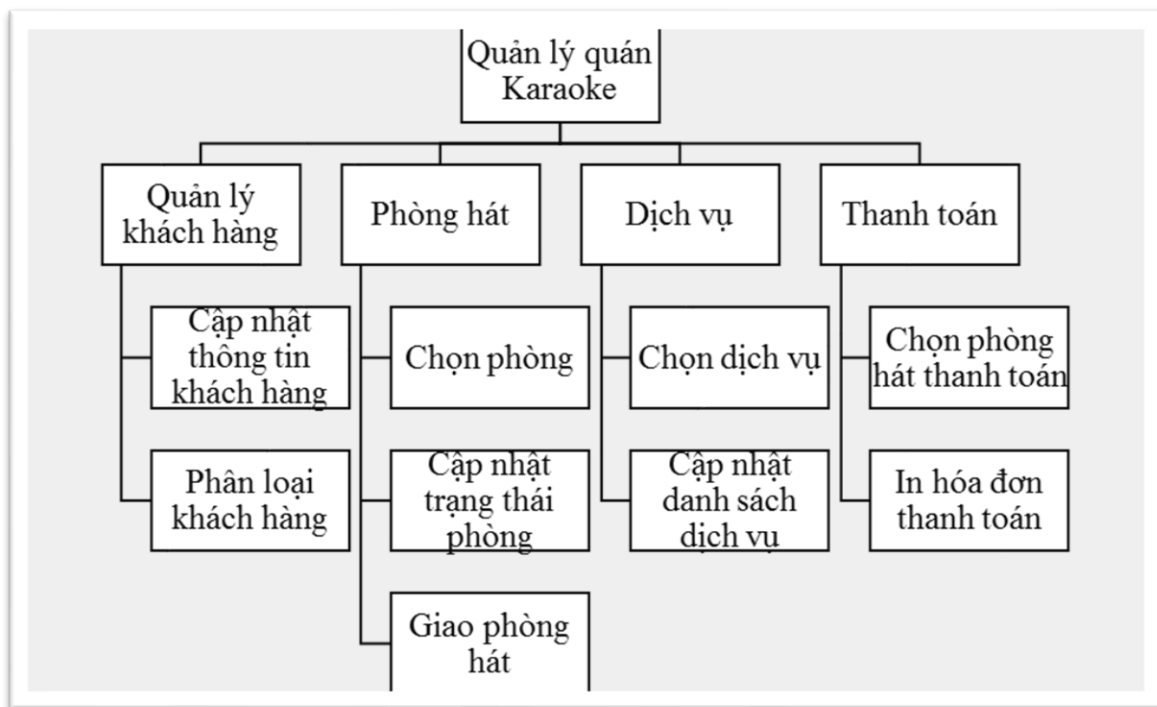 Quản lý quán
Karaoke
Quản lý
khách hàng
Phòng hát
Dịch vụ
Thanh toán
Cập nhật
thông tin
khách hàng
Chọn phòng
Chọn dịch vụ
Chọn phòng
hát thanh toán
Phân loại
khách hàng
Cập nhật
trạng thái
phòng
Cập nhật
danh sách
dịch vụ
In hóa đơn
thanh toán
Giao phòng
hát